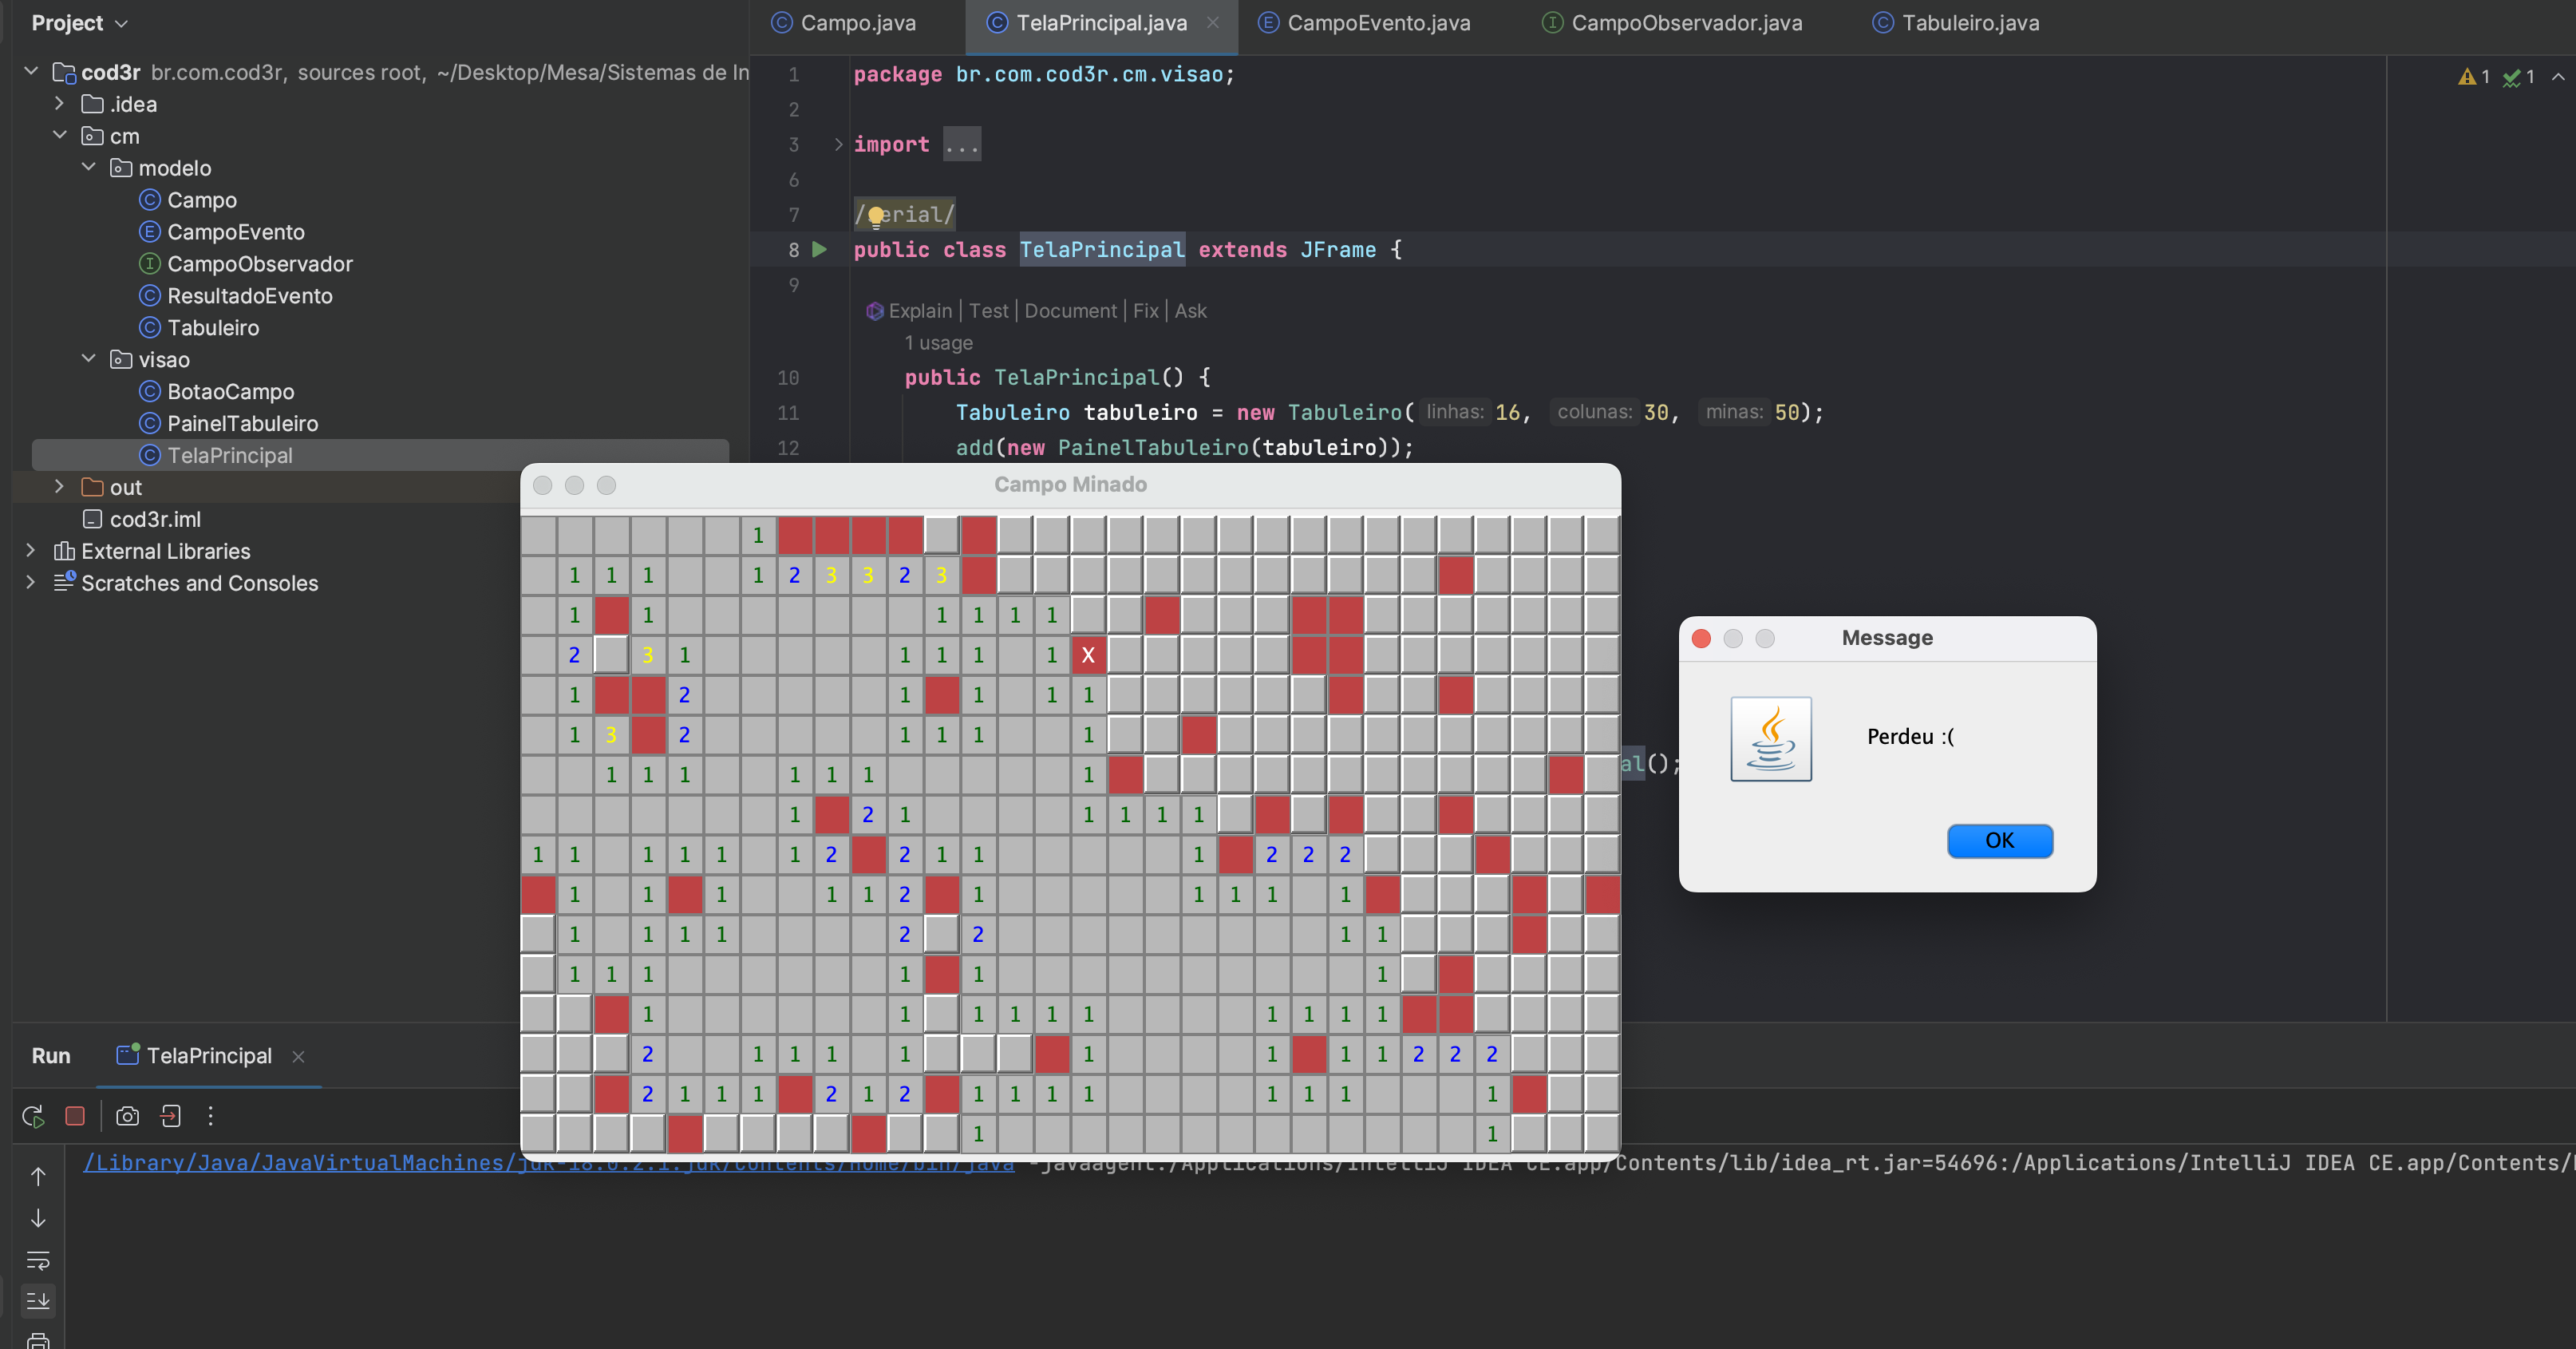 Project
Campo.java
TelaPrincipal.java
CampoEvento.java
CampoObservador.java
Tabuleiro.java
cod3r br.com.cod3r, sources root, ~/Desktop/Mesa/Sistemas de In
.idea
cm
modelo
Campo
CampoEvento
CampoObservador
ResultadoEvento
Tabuleiro
visao
BotaoCampo
PainelTabuleiro
TelaPrincipal
out
cod3r.iml
External Libraries
Scratches and Consoles
1 package br.com.cod3r.cm.visao;
1 1
2
3 import ...
6
7 /serial/
8 public class TelaPrincipal extends JFrame {
9
Explain | Test | Document | Fix | Ask
1 usage
10 public TelaPrincipal() {
11 Tabuleiro tabuleiro = new Tabuleiro( linhas: 16, colunas: 30, minas: 50);
12 add(new PainelTabuleiro(tabuleiro));
al();
Campo Minado
1
1 1 1 1 2 3 3 2 3
1 1 1 1 1 1
2 3 1 1 1 1 1 X
1 2 1 1 1 1
1 3 2 1 1 1 1
1 1 1 1 1 1 1
1 2 1 1 1 1 1
1 1 1 1 1 1 2 2 1 1 1 2 2 2
1 1 1 1 1 2 1 1 1 1 1
1 1 1 1 2 2 1 1
1 1 1 1 1 1
1 1 1 1 1 1 1 1 1 1
2 1 1 1 1 1 1 1 1 2 2 2
2 1 1 1 2 1 2 1 1 1 1 1 1 1 1
1 1
Message
Perdeu :(
OK
Run
TelaPrincipal
/Library/Java/JavaVirtualMachines/jdk-18.0.2.1.jdk/Contents/Home/bin/java -javaagent:/Applications/IntelliJ IDEA CE.app/Contents/lib/idea_rt.jar=54696:/Applications/IntelliJ IDEA CE.app/Contents/